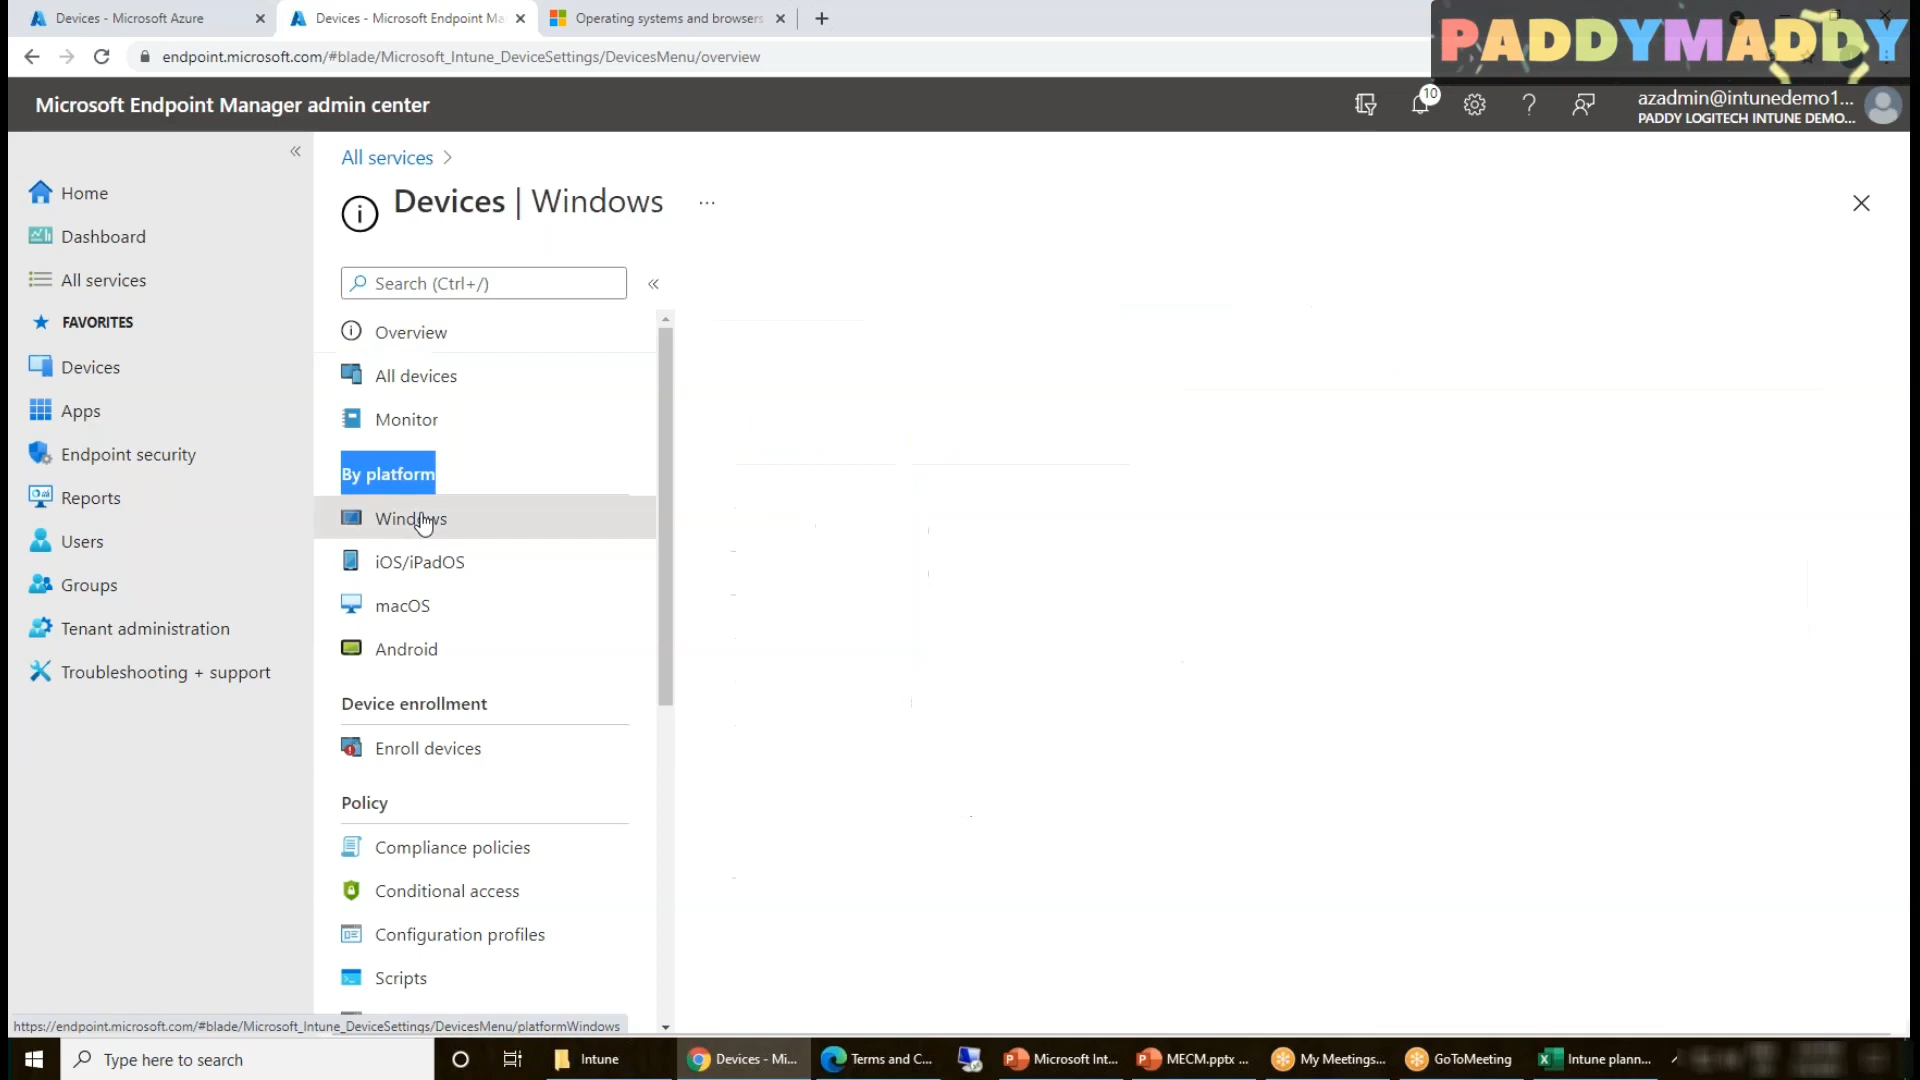 Devices - Microsoft Azure
Devices - Microsoft Endpoint Ma
Operating systems and browsers
PADDYMADDY
endpoint.microsoft.com/#blade/Microsoft_Intune_DeviceSettings/DevicesMenu/overview
Microsoft Endpoint Manager admin center
10
azadmin@intunedemo1...
PADDY LOGITECH INTUNE DEMO...
All services
Devices | Windows
Home
Dashboard
All services
FAVORITES
Devices
Apps
Endpoint security
Reports
Users
Groups
Tenant administration
Troubleshooting + support
Search (Ctrl+/)
Overview
All devices
Monitor
By platform
Windows
iOS/iPadOS
macOS
Android
Device enrollment
Enroll devices
Policy
Compliance policies
Conditional access
Configuration profiles
Scripts
https://endpoint.microsoft.com/#blade/Microsoft_Intune_DeviceSettings/DevicesMenu/platformWindows
Type here to search
Intune
Devices - Mi...
Terms and C...
Microsoft Int...
MECM.pptx ...
My Meetings...
GoToMeeting
Intune plann...